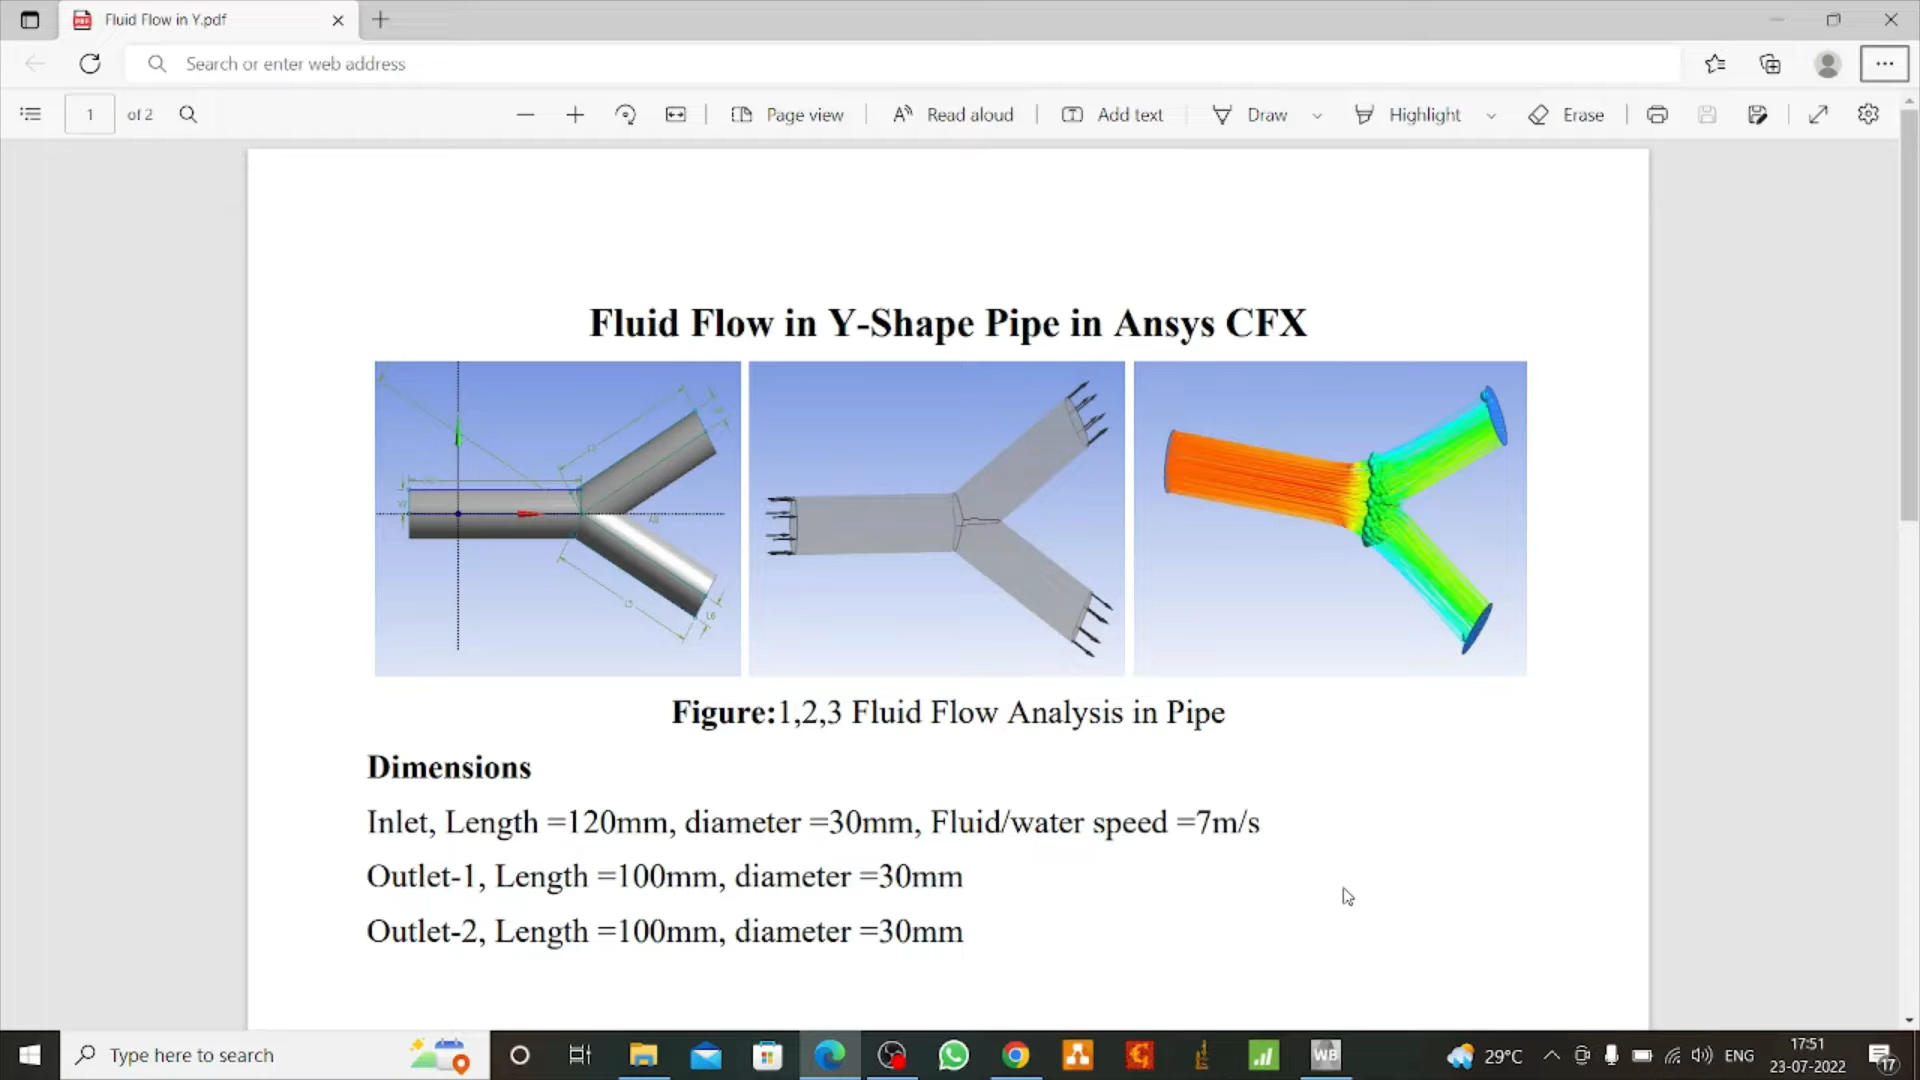 Fluid Flow in Y.pdf
Search or enter web address
1 of 2
Page view
Read aloud
Add text
Draw
Highlight
Erase
Fluid Flow in Y-Shape Pipe in Ansys CFX
Figure:1,2,3 Fluid Flow Analysis in Pipe
Dimensions
Inlet, Length =120mm, diameter =30mm, Fluid/water speed =7m/s
Outlet-1, Length =100mm, diameter =30mm
Outlet-2, Length =100mm, diameter =30mm
Type here to search
WB
29°C
ENG
17:51
23-07-2022
17